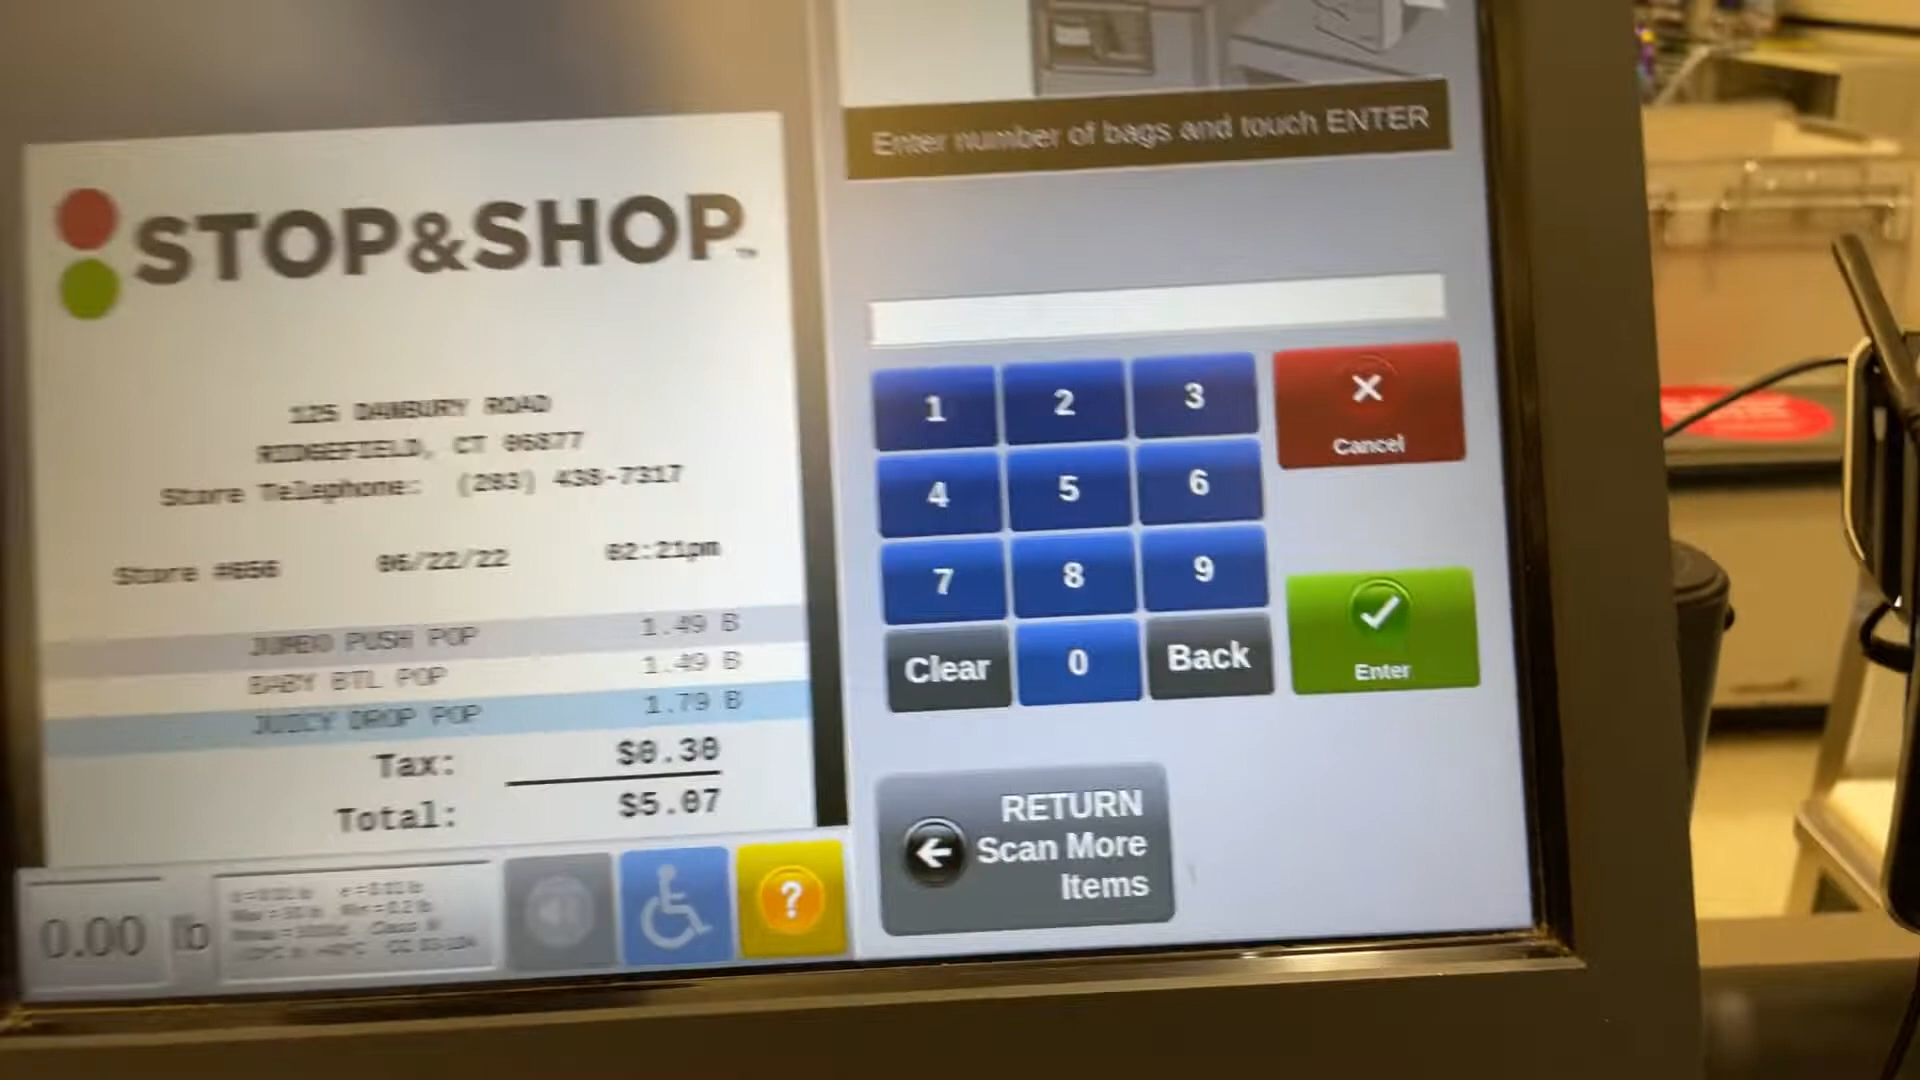 STOP&SHOP™
125 DANBURY ROAD
RIDGEFIELD, CT 06877
Store Telephone: (203) 438-7317
Store #656 06/22/22 02:21pm
JUMBO PUSH POP 1.49 B
BABY BTL POP 1.49 B
JUICY DROP POP 1.79 B
Tax: $0.30
Total: $5.07
0.00 lb
?
Enter number of bags and touch ENTER
1 2 3
Cancel
4 5 6
7 8 9
Clear 0 Back
Enter
RETURN
Scan More
Items